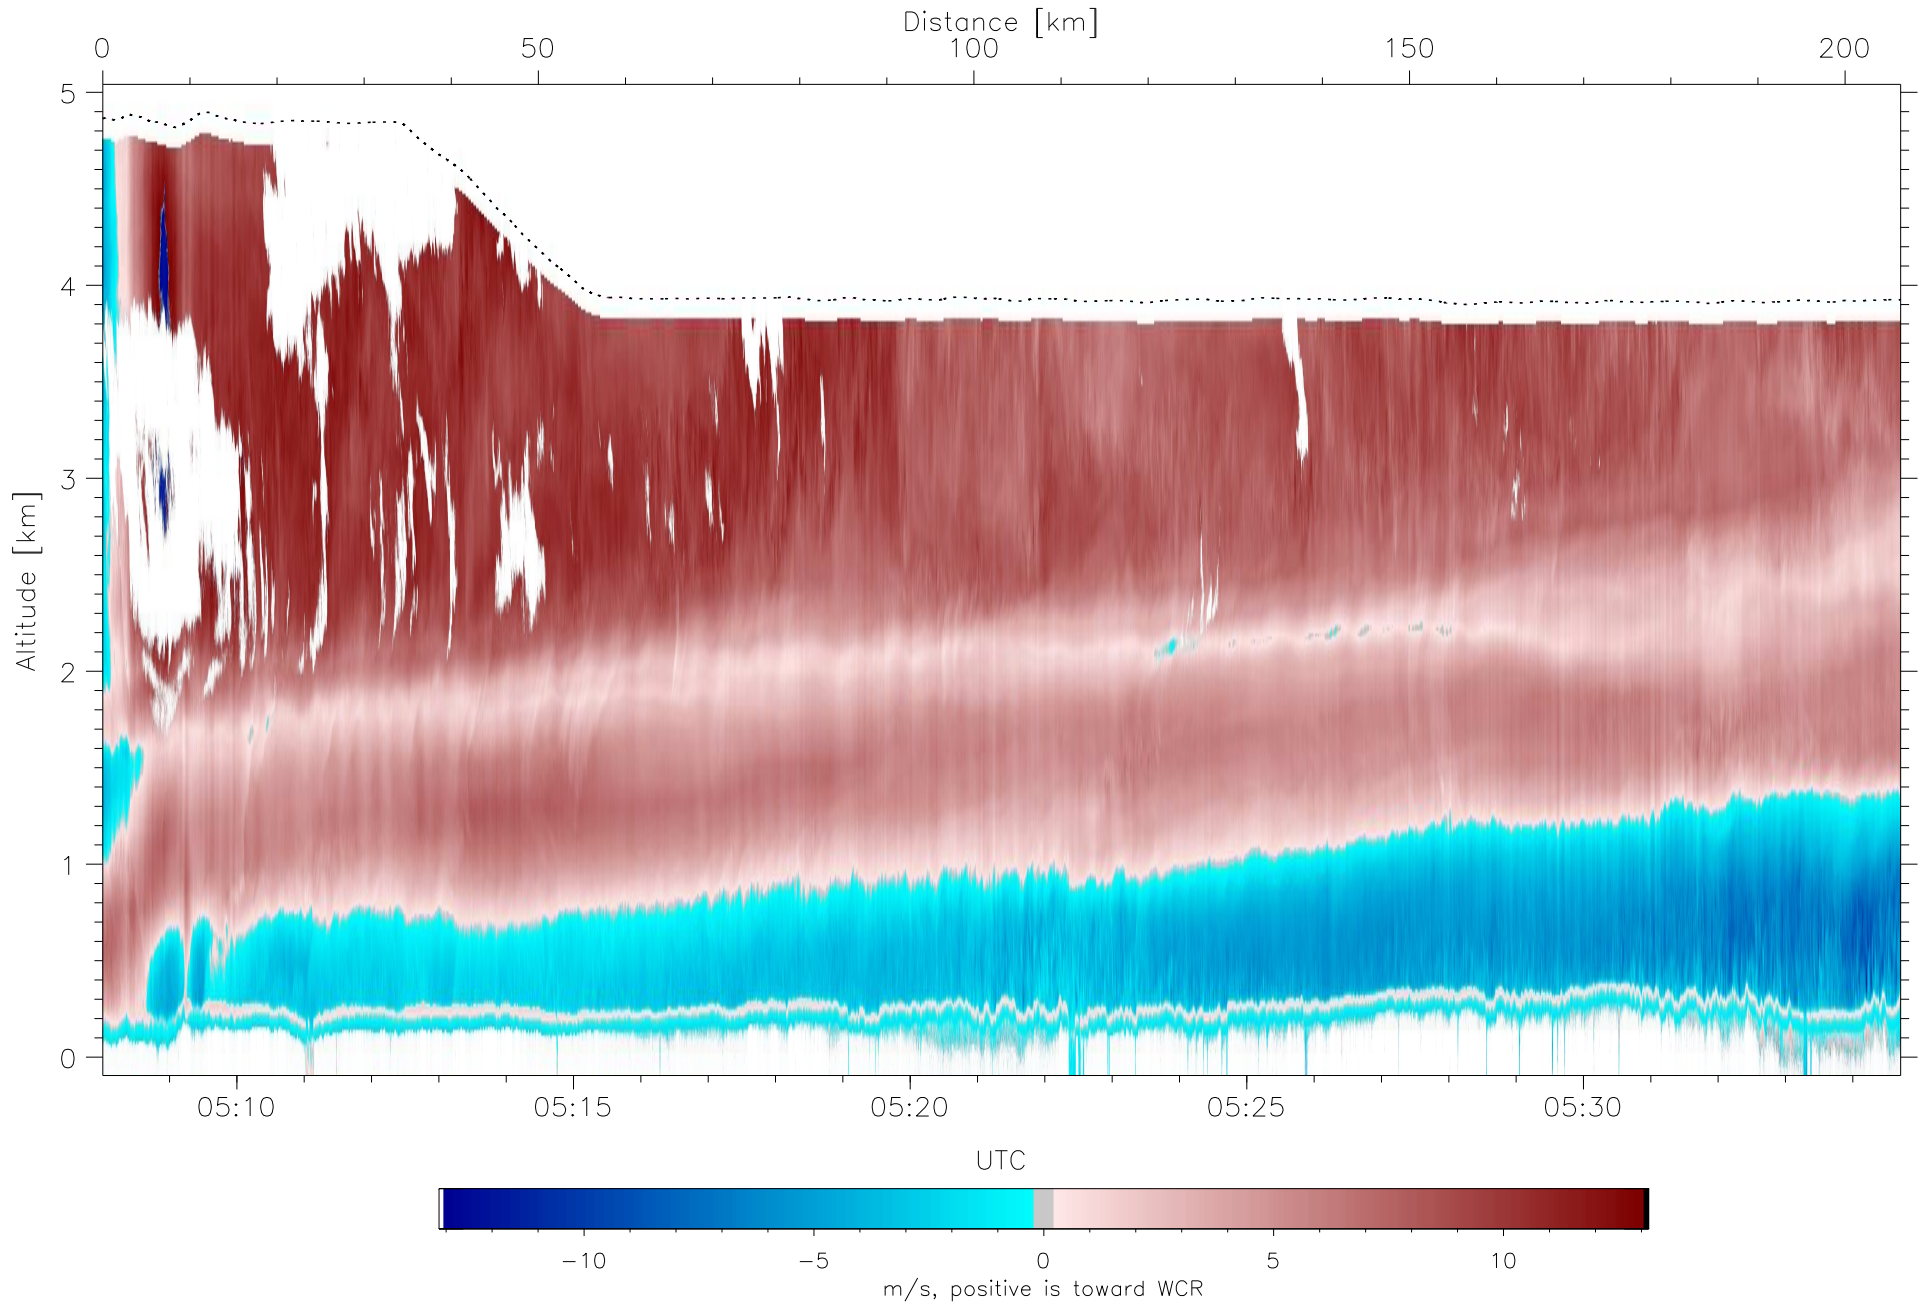 Distance [km]
0 50 100 150 200
5
4
3
2
1
0
Altitude [km]
05:10 05:15 05:20 05:25 05:30
UTC
−10 −5 0 5 10
m/s, positive is toward WCR